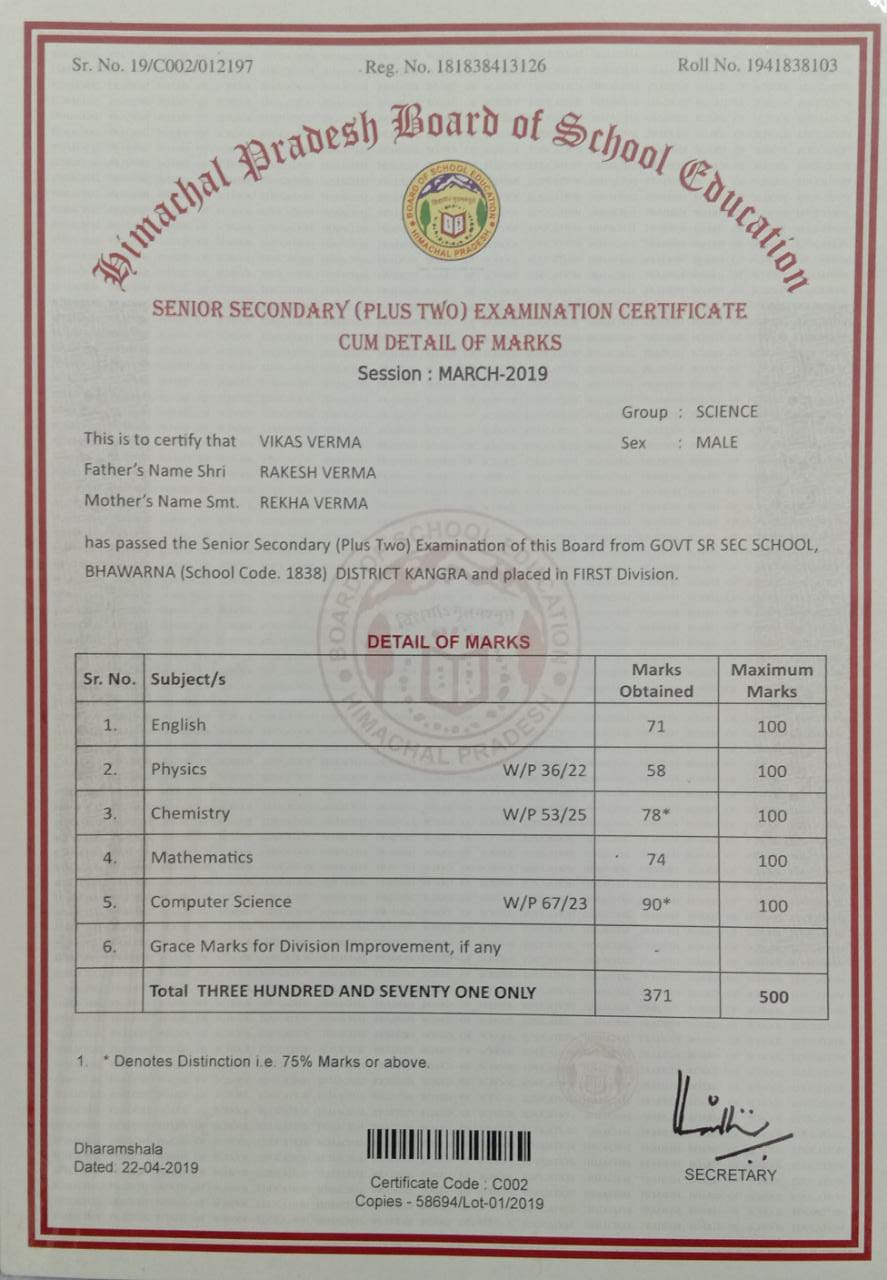 Sr. No. 19/C002/012197 Reg. No. 181838413126 Roll No. 1941838103
Himachal Pradesh Board of School Education
BOARD OF SCHOOL EDUCATION
HIMACHAL PRADESH
SENIOR SECONDARY (PLUS TWO) EXAMINATION CERTIFICATE
CUM DETAIL OF MARKS
Session : MARCH-2019
Group : SCIENCE
This is to certify that VIKAS VERMA
Sex : MALE
Father's Name Shri RAKESH VERMA
Mother's Name Smt. REKHA VERMA
has passed the Senior Secondary (Plus Two) Examination of this Board from GOVT SR SEC SCHOOL,
BHAWARNA (School Code. 1838) DISTRICT KANGRA and placed in FIRST Division.
BOARD OF SCHOOL EDUCATION
HIMACHAL PRADESH
DETAIL OF MARKS
Sr. No. Subject/s Marks Obtained Maximum Marks
1. English 71 100
2. Physics W/P 36/22 58 100
3. Chemistry W/P 53/25 78* 100
4. Mathematics 74 100
5. Computer Science W/P 67/23 90* 100
6. Grace Marks for Division Improvement, if any -
Total THREE HUNDRED AND SEVENTY ONE ONLY 371 500
1. * Denotes Distinction i.e. 75% Marks or above.
Dharamshala
Dated: 22-04-2019
Certificate Code : C002
Copies - 58694/Lot-01/2019
SECRETARY